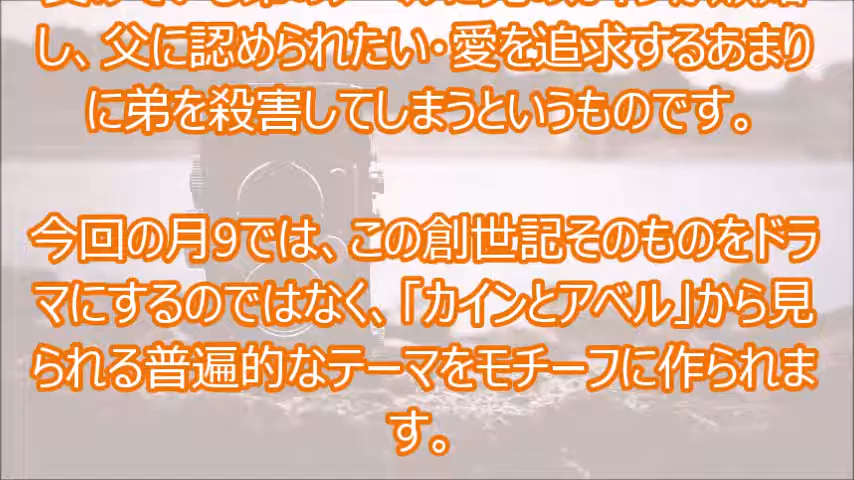 し、父に認められたい・愛を追求するあまり
に弟を殺害してしまうというものです。
今回の月9では、この創世記そのものをドラ
マにするのではなく、「カインとアベル」から見
られる普遍的なテーマをモチーフに作られま
す。